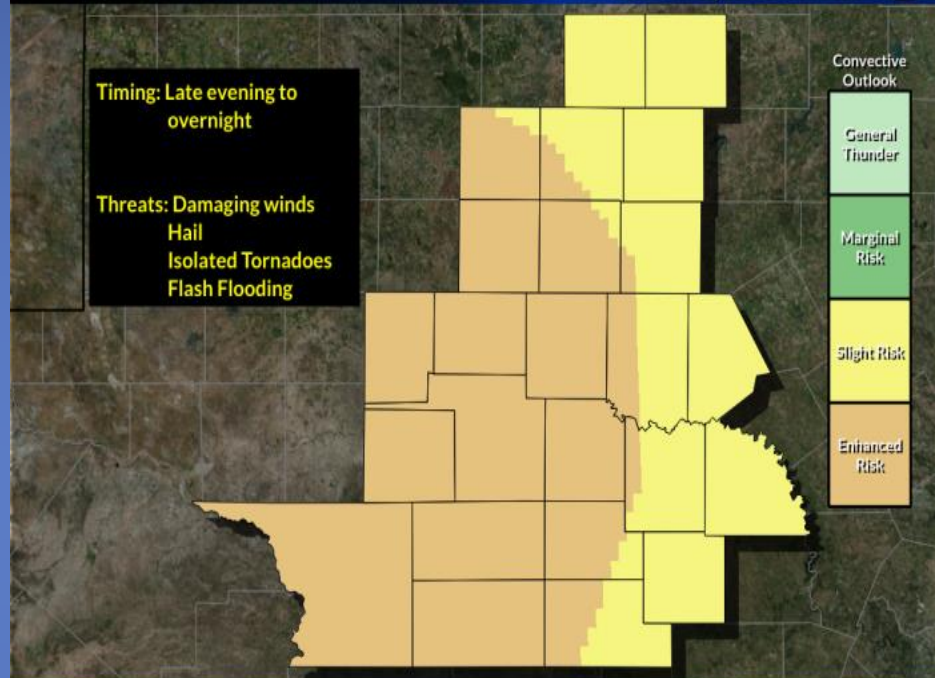 Timing: Late evening to
overnight
Threats: Damaging winds
Hail
Isolated Tornadoes
Flash Flooding
Convective
Outlook
General
Thunder
Marginal
Risk
Slight Risk
Enhanced
Risk